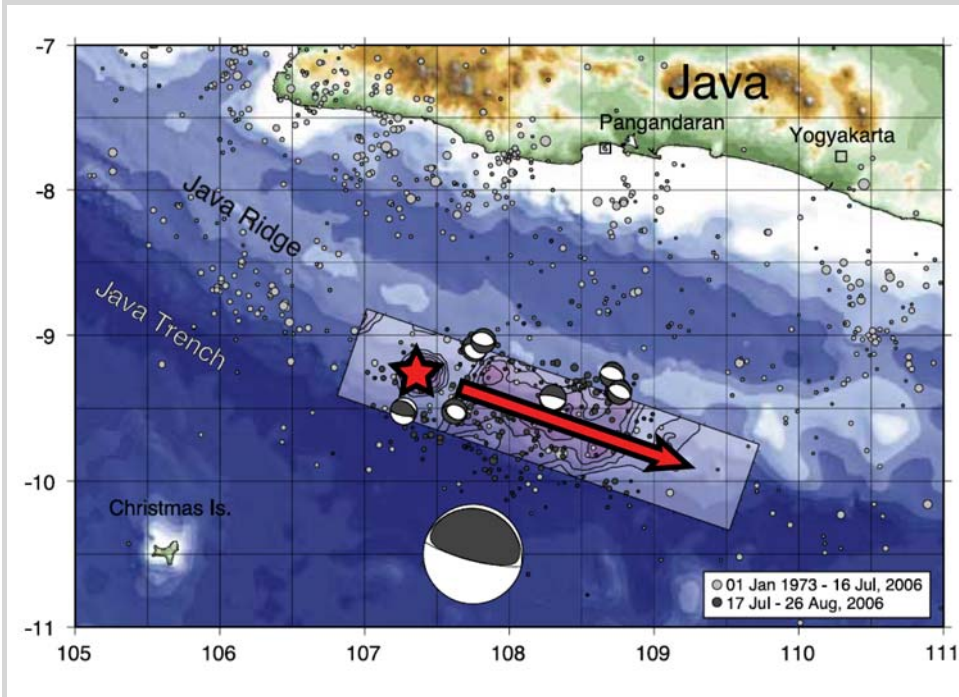 -7
Java
Pangandaran
Yogyakarta
-8
Java Ridge
-9
Java Trench
-10
Christmas Is.
01 Jan 1973 - 16 Jul, 2006
17 Jul - 26 Aug, 2006
-11
105 106 107 108 109 110 111